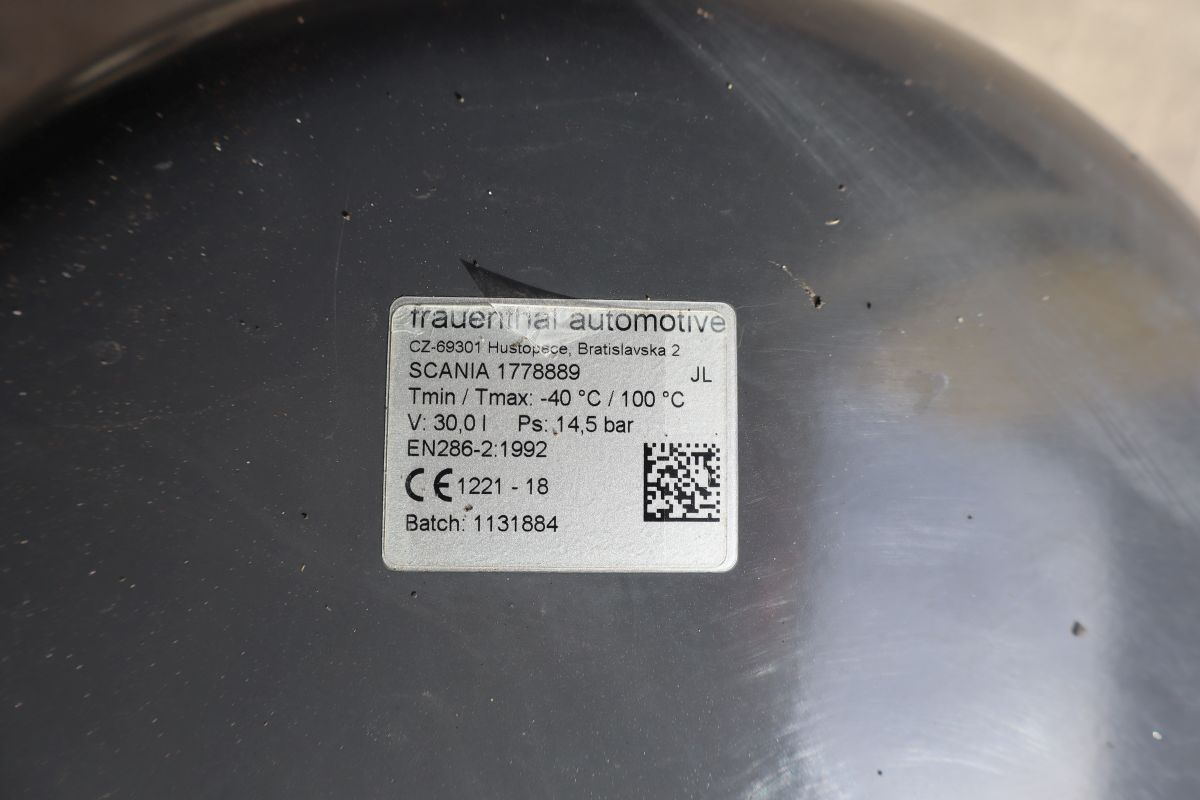 frauenthal automotive
CZ-69301 Hustopece, Bratislavska 2
SCANIA 1778889
JL
Tmin / Tmax: -40 °C / 100 °C
V: 30,0 l Ps: 14,5 bar
EN286-2:1992
CE 1221 - 18
Batch: 1131884